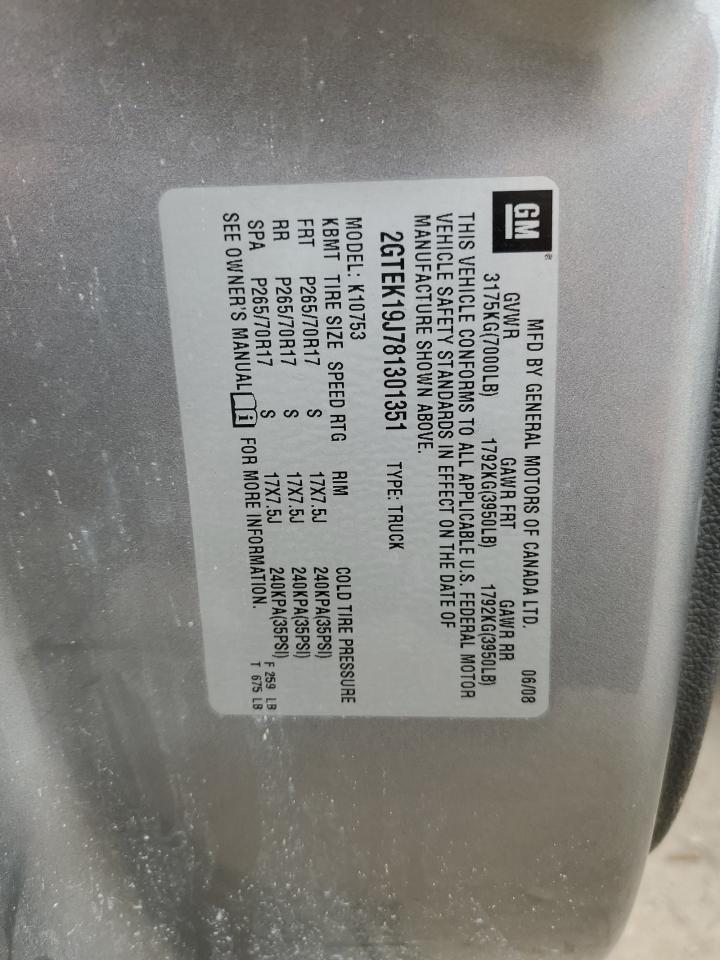 GM
MFD BY GENERAL MOTORS OF CANADA LTD. 06/08
GVWR GAWR FRT GAWR RR
3175KG(7000LB) 1792KG(3950LB) 1792KG(3950LB)
THIS VEHICLE CONFORMS TO ALL APPLICABLE U.S. FEDERAL MOTOR
VEHICLE SAFETY STANDARDS IN EFFECT ON THE DATE OF
MANUFACTURE SHOWN ABOVE.
2GTEK19J781301351 TYPE: TRUCK
MODEL: K10753
KBMT TIRE SIZE SPEED RTG RIM COLD TIRE PRESSURE
FRT P265/70R17 S 17X7.5J 240KPA(35PSI)
RR P265/70R17 S 17X7.5J 240KPA(35PSI)
SPA P265/70R17 S 17X7.5J 240KPA(35PSI)
SEE OWNER'S MANUAL i FOR MORE INFORMATION.
F 259 LB
T 675 LB